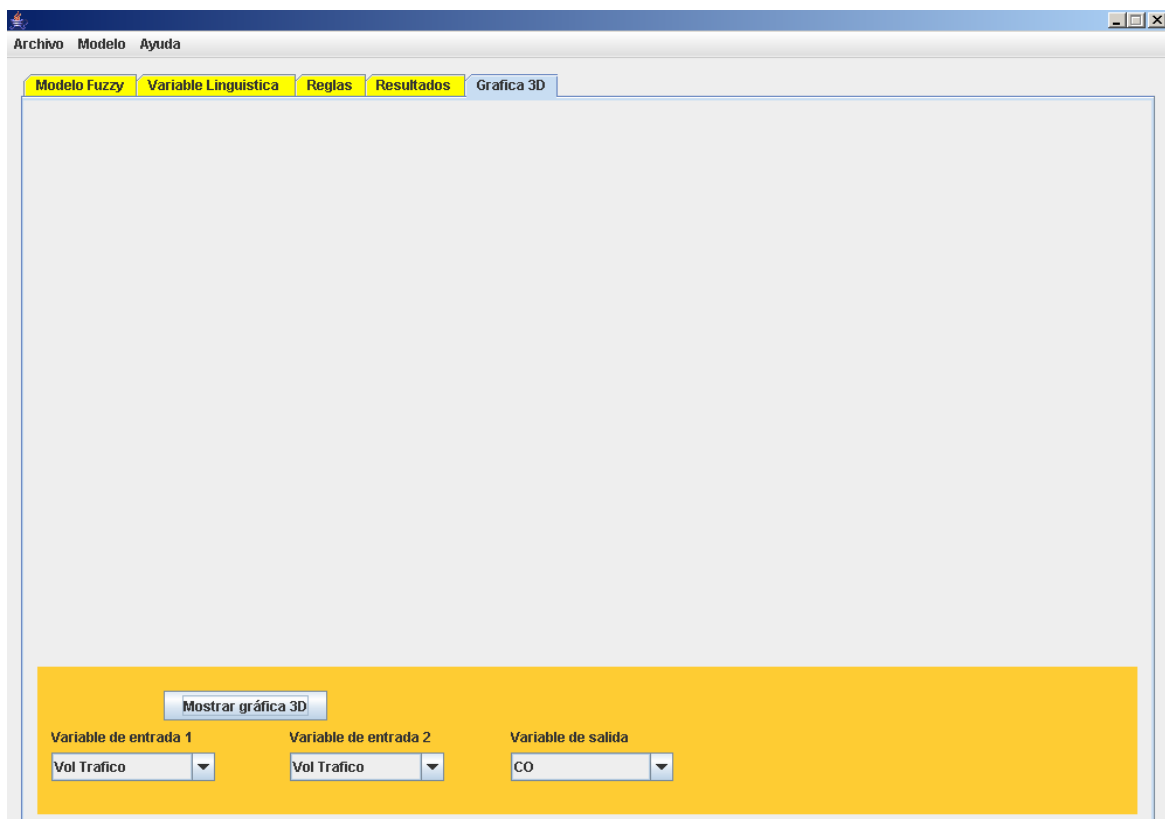 Archivo Modelo Ayuda
Modelo Fuzzy Variable Linguistica Reglas Resultados Grafica 3D
Mostrar gráfica 3D
Variable de entrada 1 Variable de entrada 2 Variable de salida
Vol Trafico Vol Trafico CO